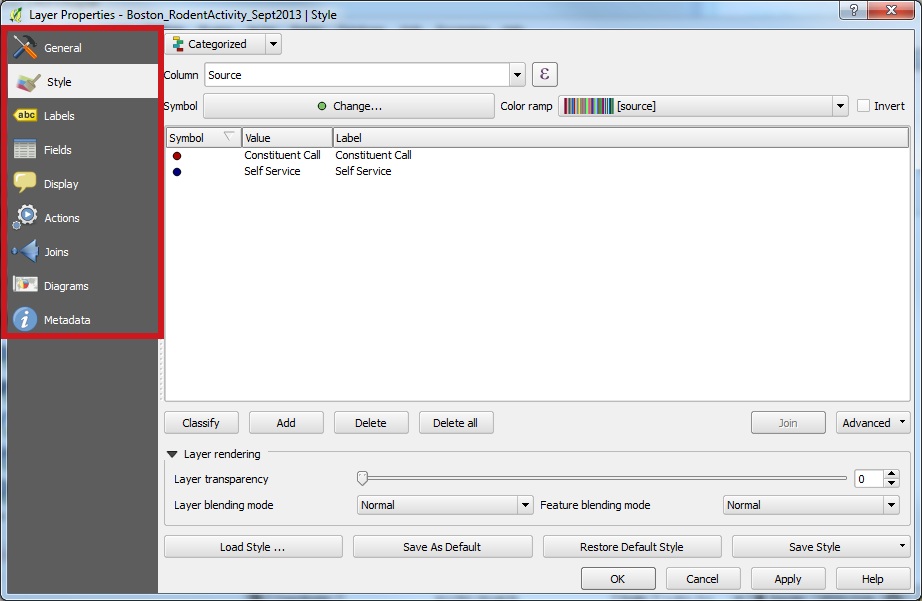 Layer Properties - Boston_RodentActivity_Sept2013 | Style
?
General
Style
abc Labels
Fields
Display
Actions
Joins
Diagrams
i Metadata
Categorized
Column Source ε
Symbol Change... Color ramp [source] Invert
Symbol Value Label
Constituent Call Constituent Call
Self Service Self Service
Classify Add Delete Delete all Join Advanced
Layer rendering
Layer transparency 0
Layer blending mode Normal Feature blending mode Normal
Load Style ... Save As Default Restore Default Style Save Style
OK Cancel Apply Help